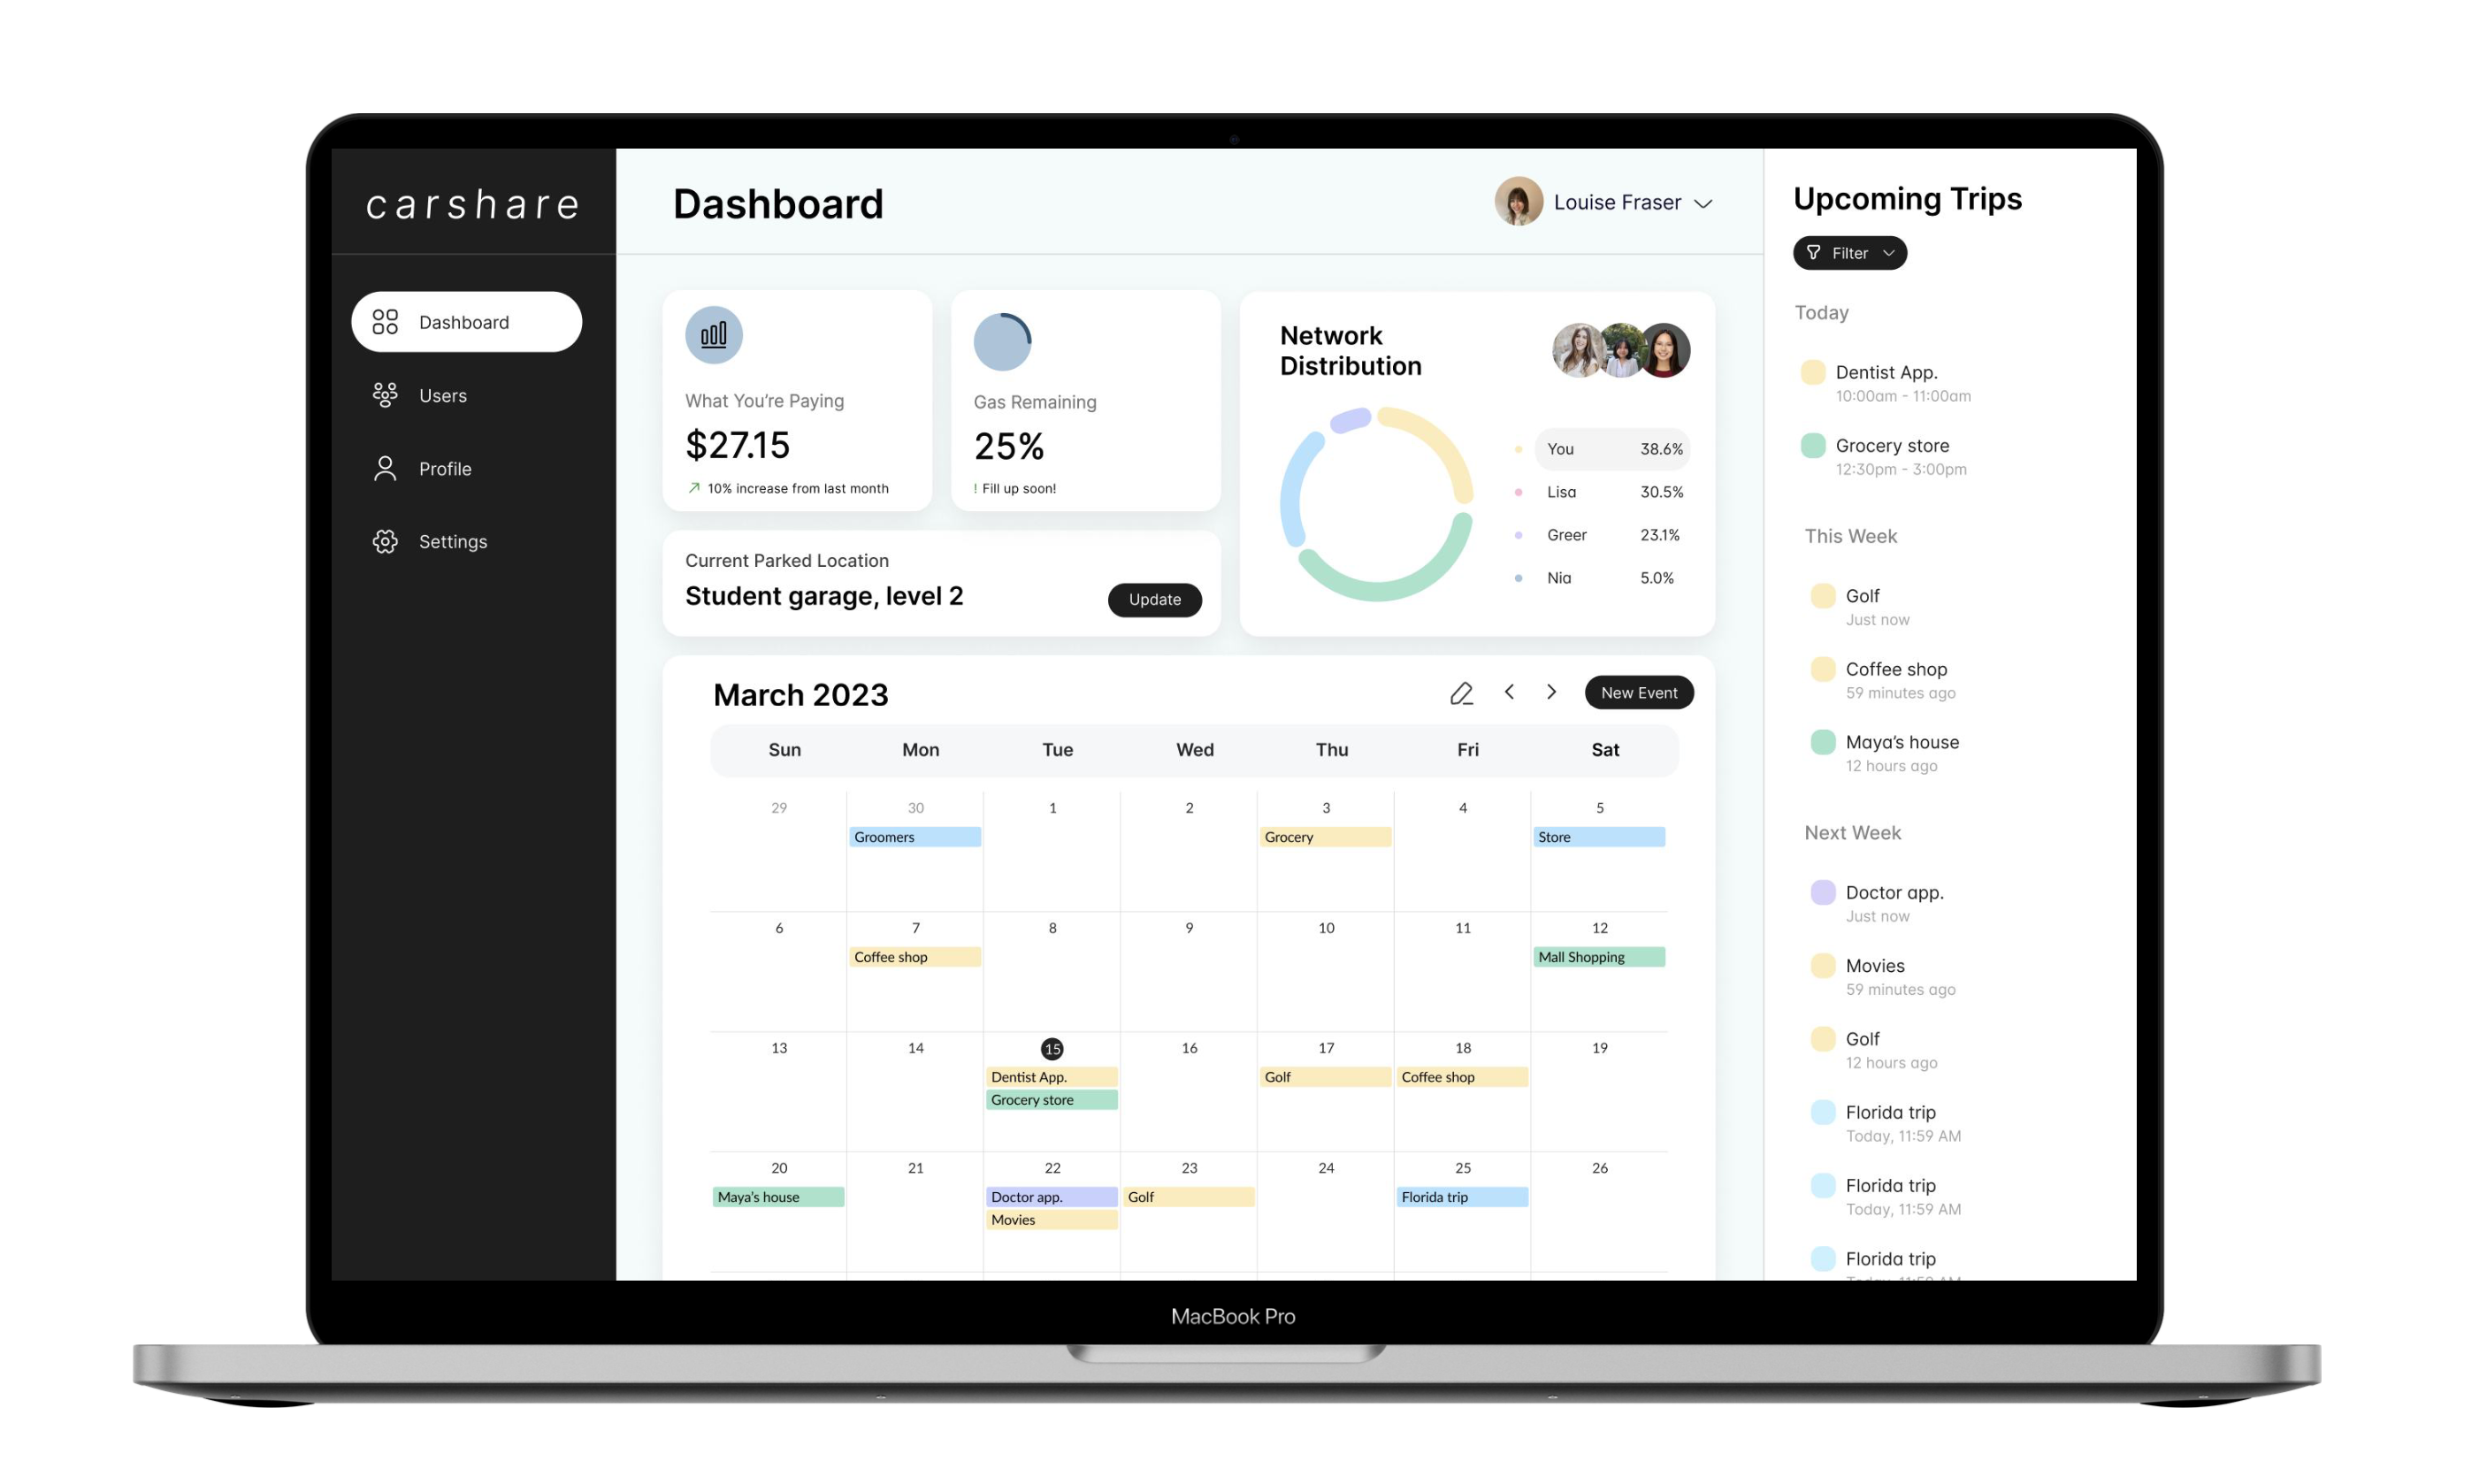 carshare
Dashboard
Users
Profile
Settings
Dashboard
Louise Fraser
What You're Paying
$27.15
10% increase from last month
Gas Remaining
25%
! Fill up soon!
Current Parked Location
Student garage, level 2
Update
Network
Distribution
You 38.6%
Lisa 30.5%
Greer 23.1%
Nia 5.0%
March 2023
New Event
Sun Mon Tue Wed Thu Fri Sat
29 30 1 2 3 4 5
Groomers Grocery Store
6 7 8 9 10 11 12
Coffee shop Mall Shopping
13 14 15 16 17 18 19
Dentist App. Golf Coffee shop
Grocery store
20 21 22 23 24 25 26
Maya's house Doctor app. Golf Florida trip
Movies
Upcoming Trips
Filter
Today
Dentist App.
10:00am - 11:00am
Grocery store
12:30pm - 3:00pm
This Week
Golf
Just now
Coffee shop
59 minutes ago
Maya's house
12 hours ago
Next Week
Doctor app.
Just now
Movies
59 minutes ago
Golf
12 hours ago
Florida trip
Today, 11:59 AM
Florida trip
Today, 11:59 AM
Florida trip
MacBook Pro